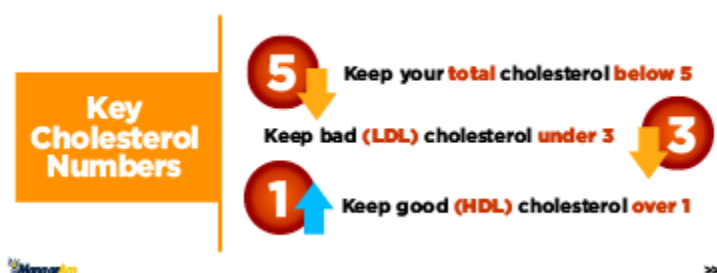 Key
Cholesterol
Numbers
5
Keep your total cholesterol below 5
Keep bad (LDL) cholesterol under 3
3
1
Keep good (HDL) cholesterol over 1